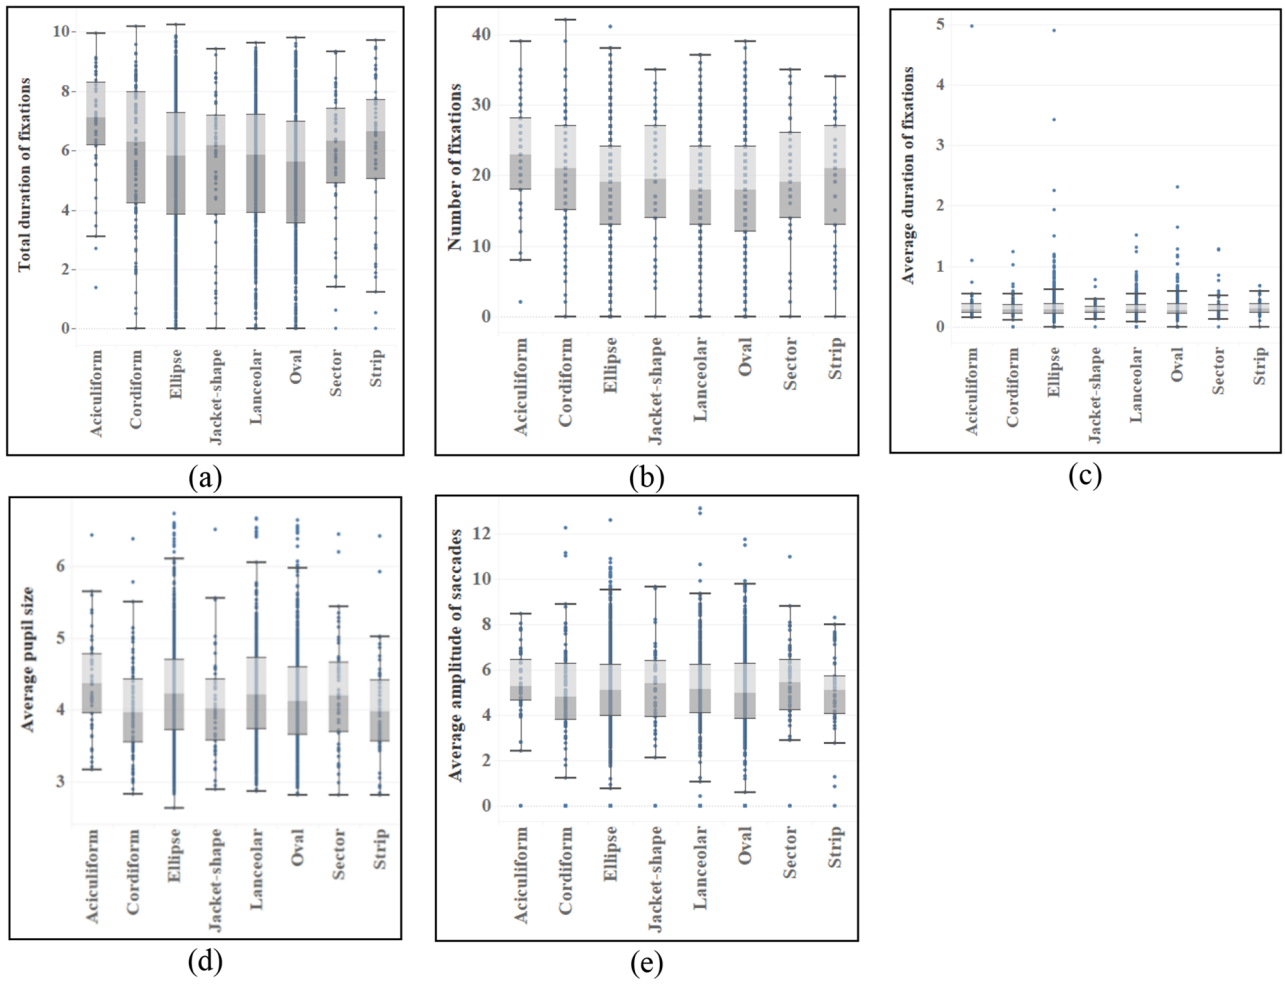 Total duration of fixations
10
8
6
4
2
0
Aciculiform
Cordiform
Ellipse
Jacket-shape
Lanceolar
Oval
Sector
Strip
(a)
Number of fixations
40
30
20
10
0
Aciculiform
Cordiform
Ellipse
Jacket-shape
Lanceolar
Oval
Sector
Strip
(b)
Average duration of fixations
5
4
3
2
1
0
Aciculiform
Cordiform
Ellipse
Jacket-shape
Lanceolar
Oval
Sector
Strip
(c)
Average pupil size
6
5
4
3
Aciculiform
Cordiform
Ellipse
Jacket-shape
Lanceolar
Oval
Sector
Strip
(d)
Average amplitude of saccades
12
10
8
6
4
2
0
Aciculiform
Cordiform
Ellipse
Jacket-shape
Lanceolar
Oval
Sector
Strip
(e)